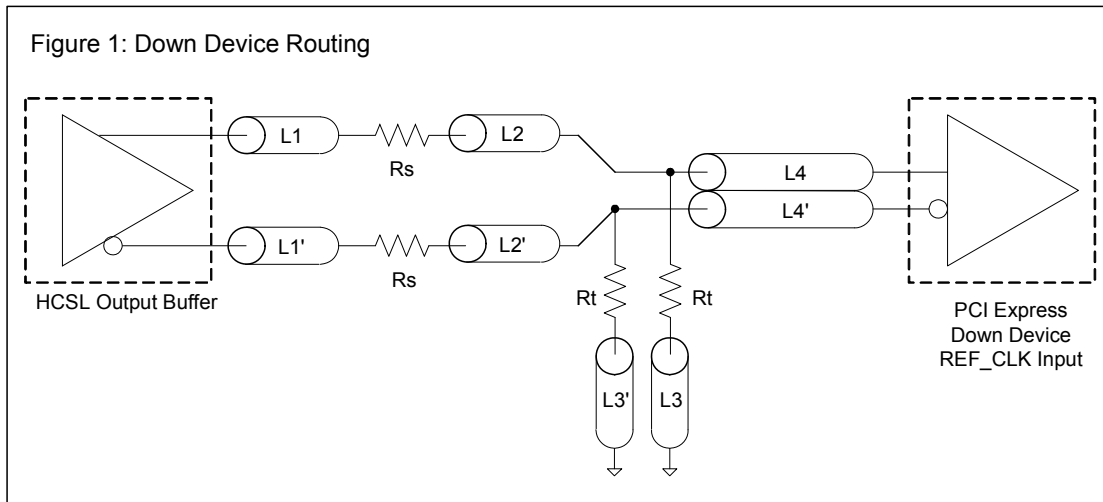 Figure 1: Down Device Routing
L1
Rs
L2
L4
L4'
L1'
Rs
L2'
HCSL Output Buffer
Rt
Rt
L3'
L3
PCI Express
Down Device
REF_CLK Input